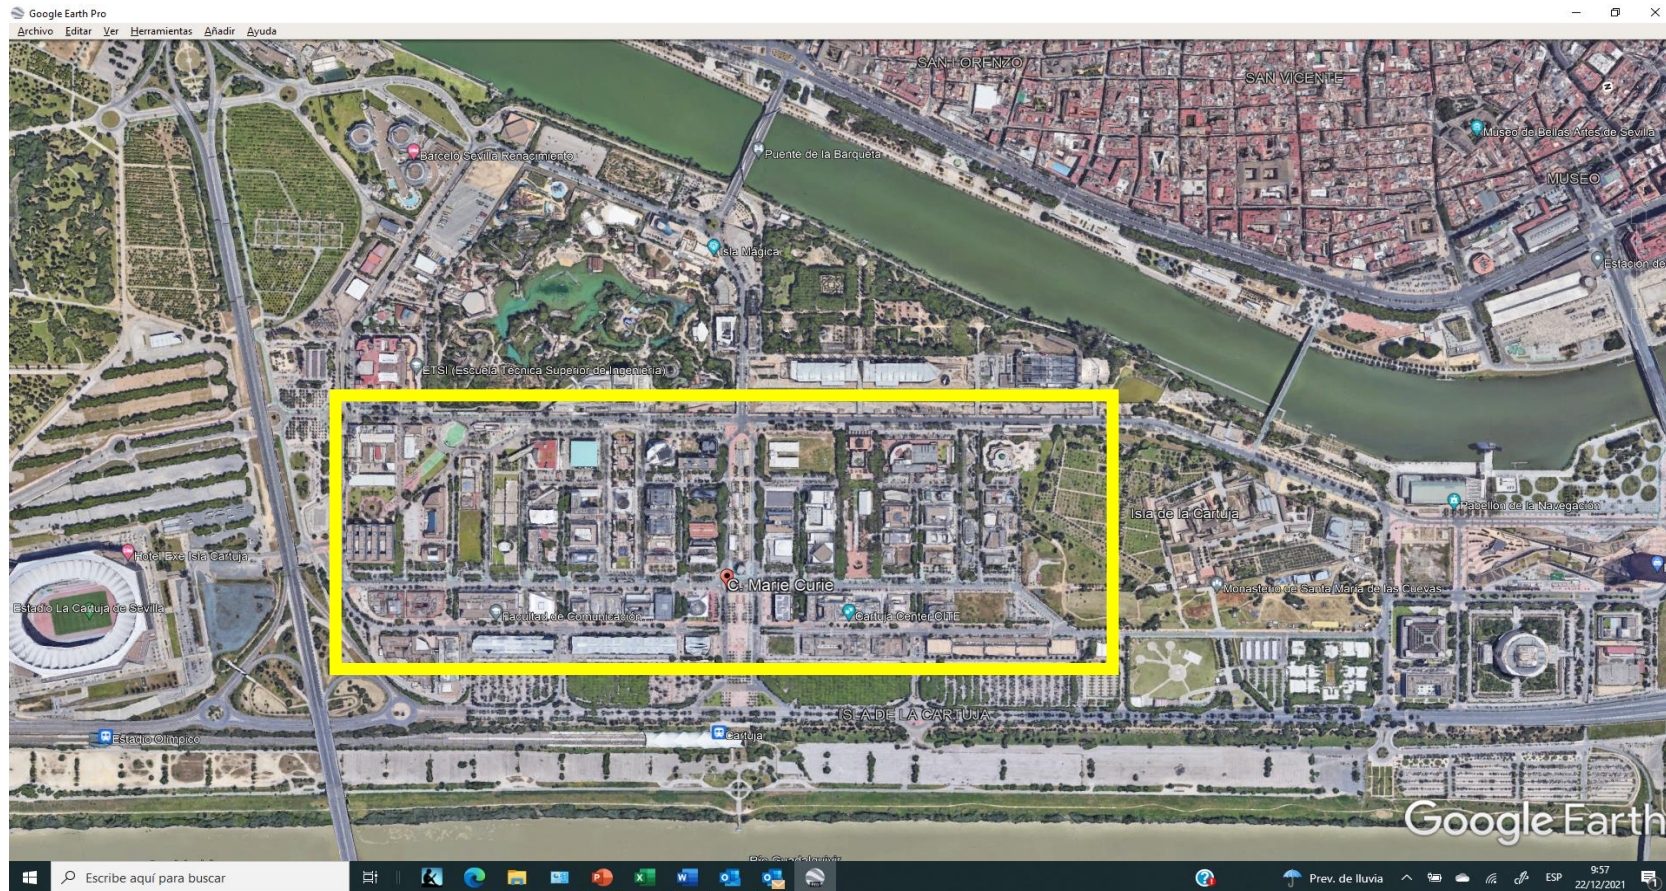 Google Earth Pro
Archivo Editar Ver Herramientas Añadir Ayuda
SAN LORENZO
SAN VICENTE
Museo de Bellas Artes de Sevilla
Barceló Sevilla Renacimiento
Puente de la Barqueta
MUSEO
Isla Mágica
Estación de
ETSI (Escuela Técnica Superior de Ingeniería)
Pabellón de la Navegación
Isla de la Cartuja
Hotel Exe Isla Cartuja
C. Marie Curie
Monasterio de Santa María de las Cuevas
Estadio La Cartuja de Sevilla
Facultad de Comunicación...
Cartuja Center CITE
ISLA DE LA CARTUJA
Estadio Olímpico
Cartuja
Google Earth
Río Guadalquivir
Escribe aquí para buscar
Prev. de lluvia
ESP
9:57
22/12/2021